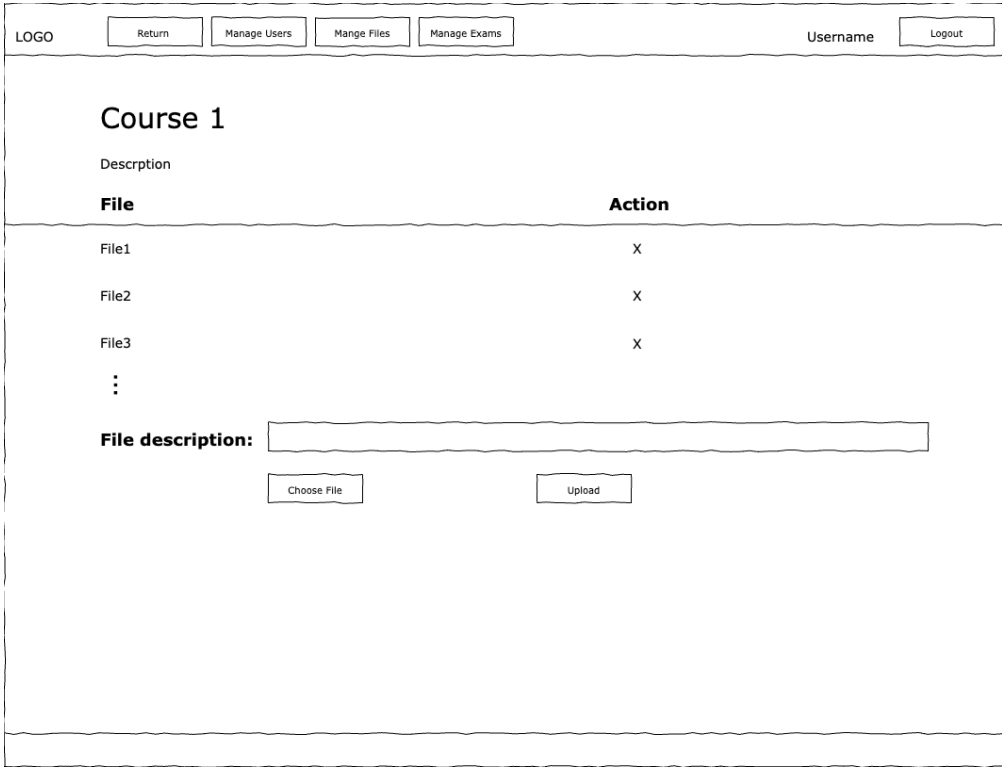 LOGO Return Manage Users Mange Files Manage Exams Username Logout
Course 1
Descrption
File Action
File1 X
File2 X
File3 X
⋮
File description:
Choose File Upload